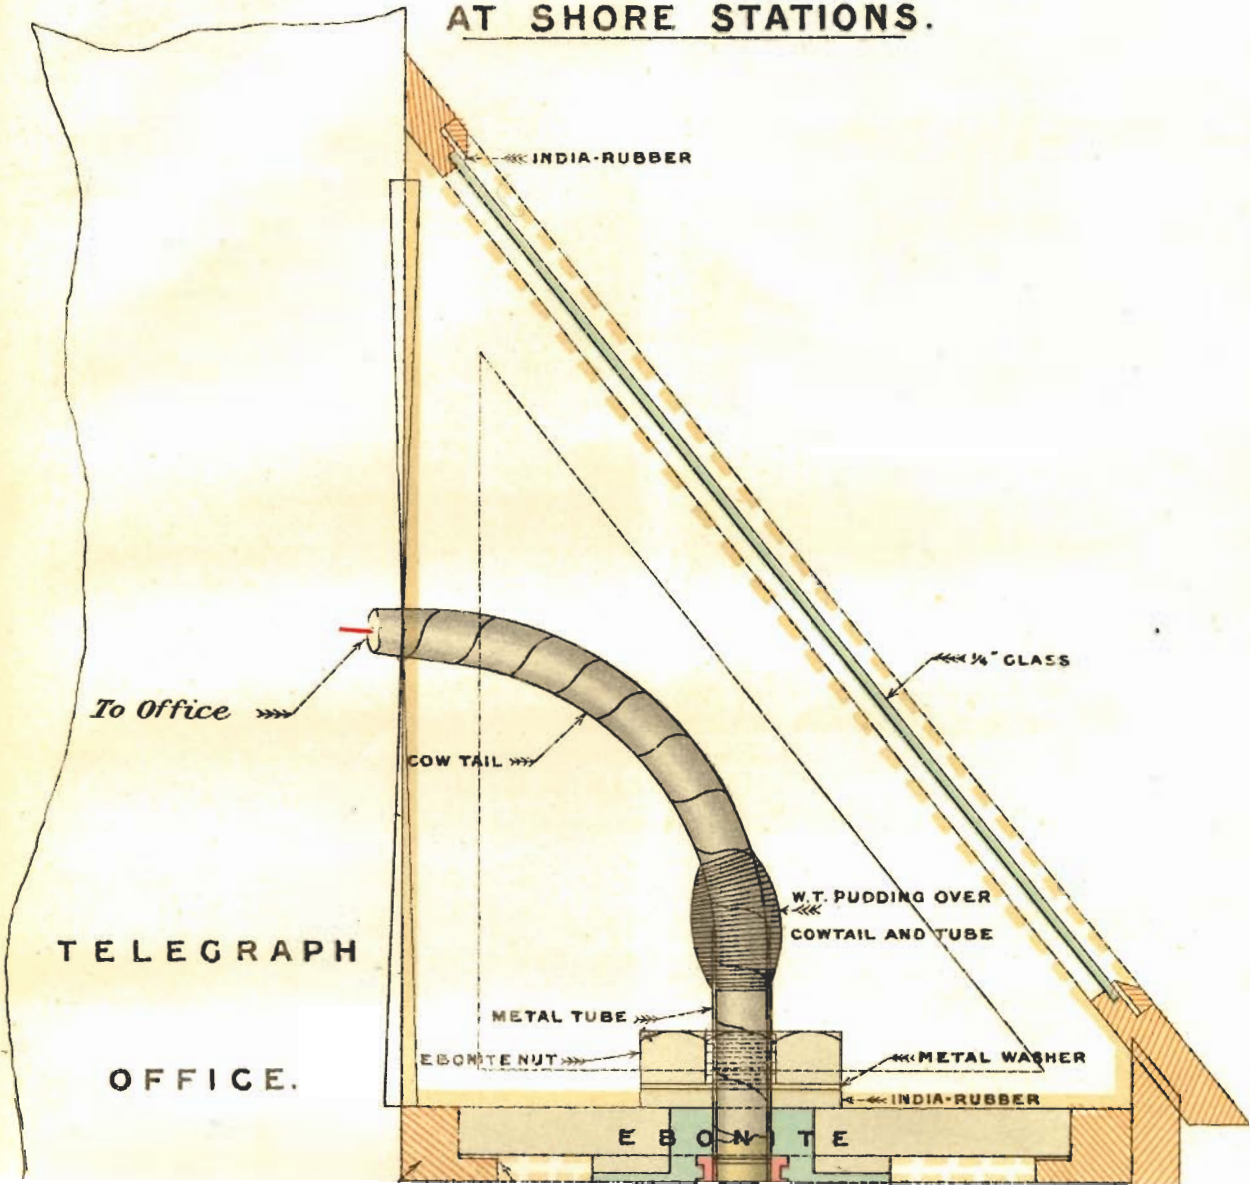 AT SHORE STATIONS.
INDIA-RUBBER
¼" GLASS
To Office
COW TAIL
W.T. PUDDING OVER
COWTAIL AND TUBE
TELEGRAPH
OFFICE.
METAL TUBE
EBONITE NUT
METAL WASHER
INDIA-RUBBER
EBONITE